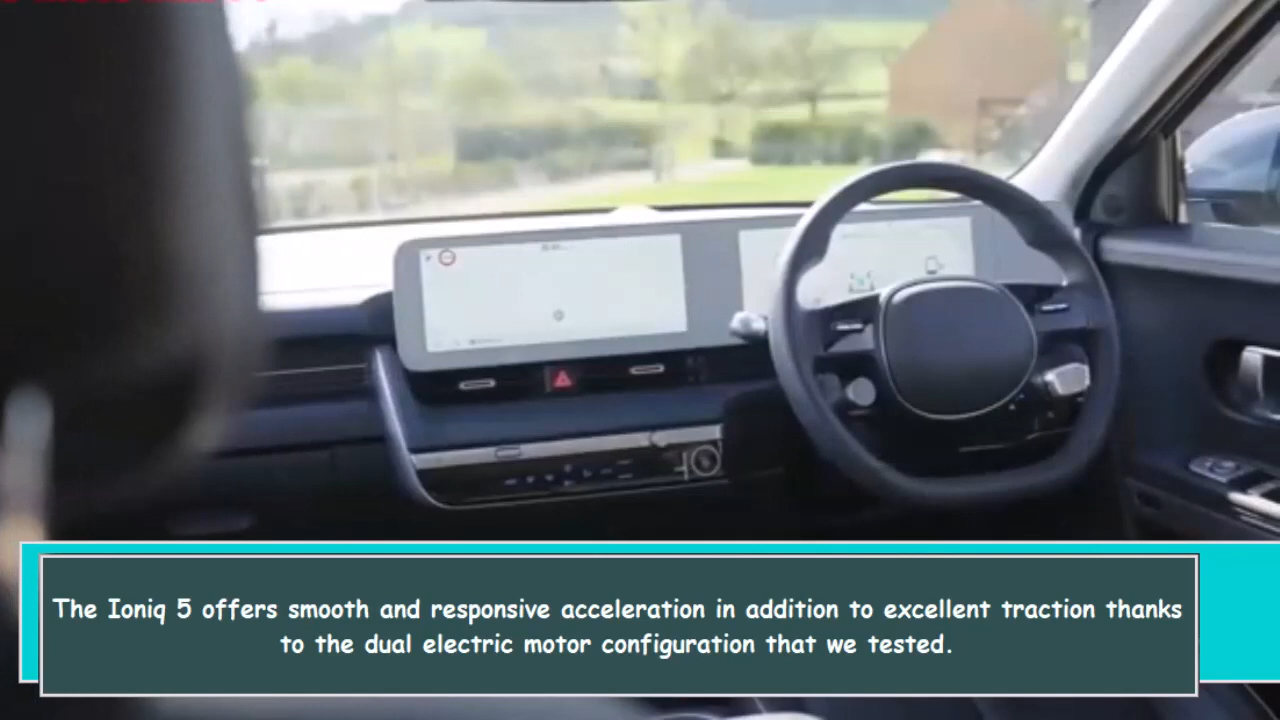 The Ioniq 5 offers smooth and responsive acceleration in addition to excellent traction thanks
to the dual electric motor configuration that we tested.